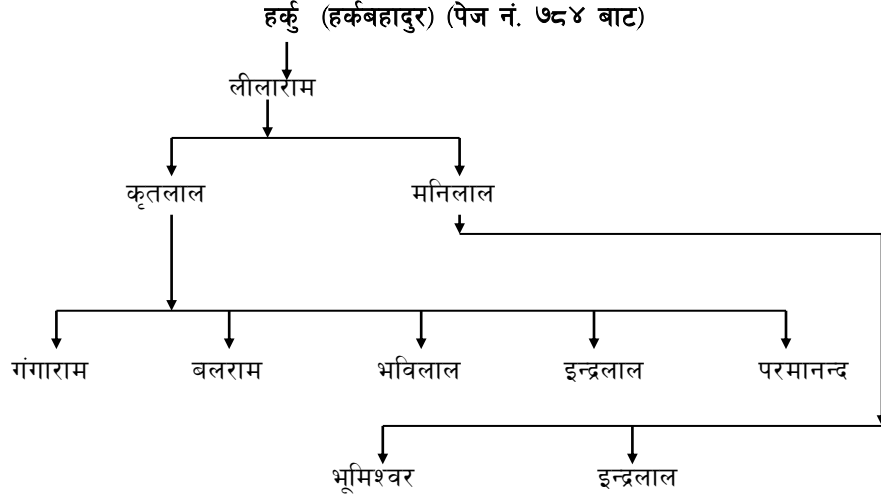 हर्कु (हर्कबहादुर) (पेज नं. ७८४ बाट)
लीलाराम
कृतलाल मनिलाल
गंगाराम बलराम भविलाल इन्द्रलाल परमानन्द
भूमिश्वर इन्द्रलाल